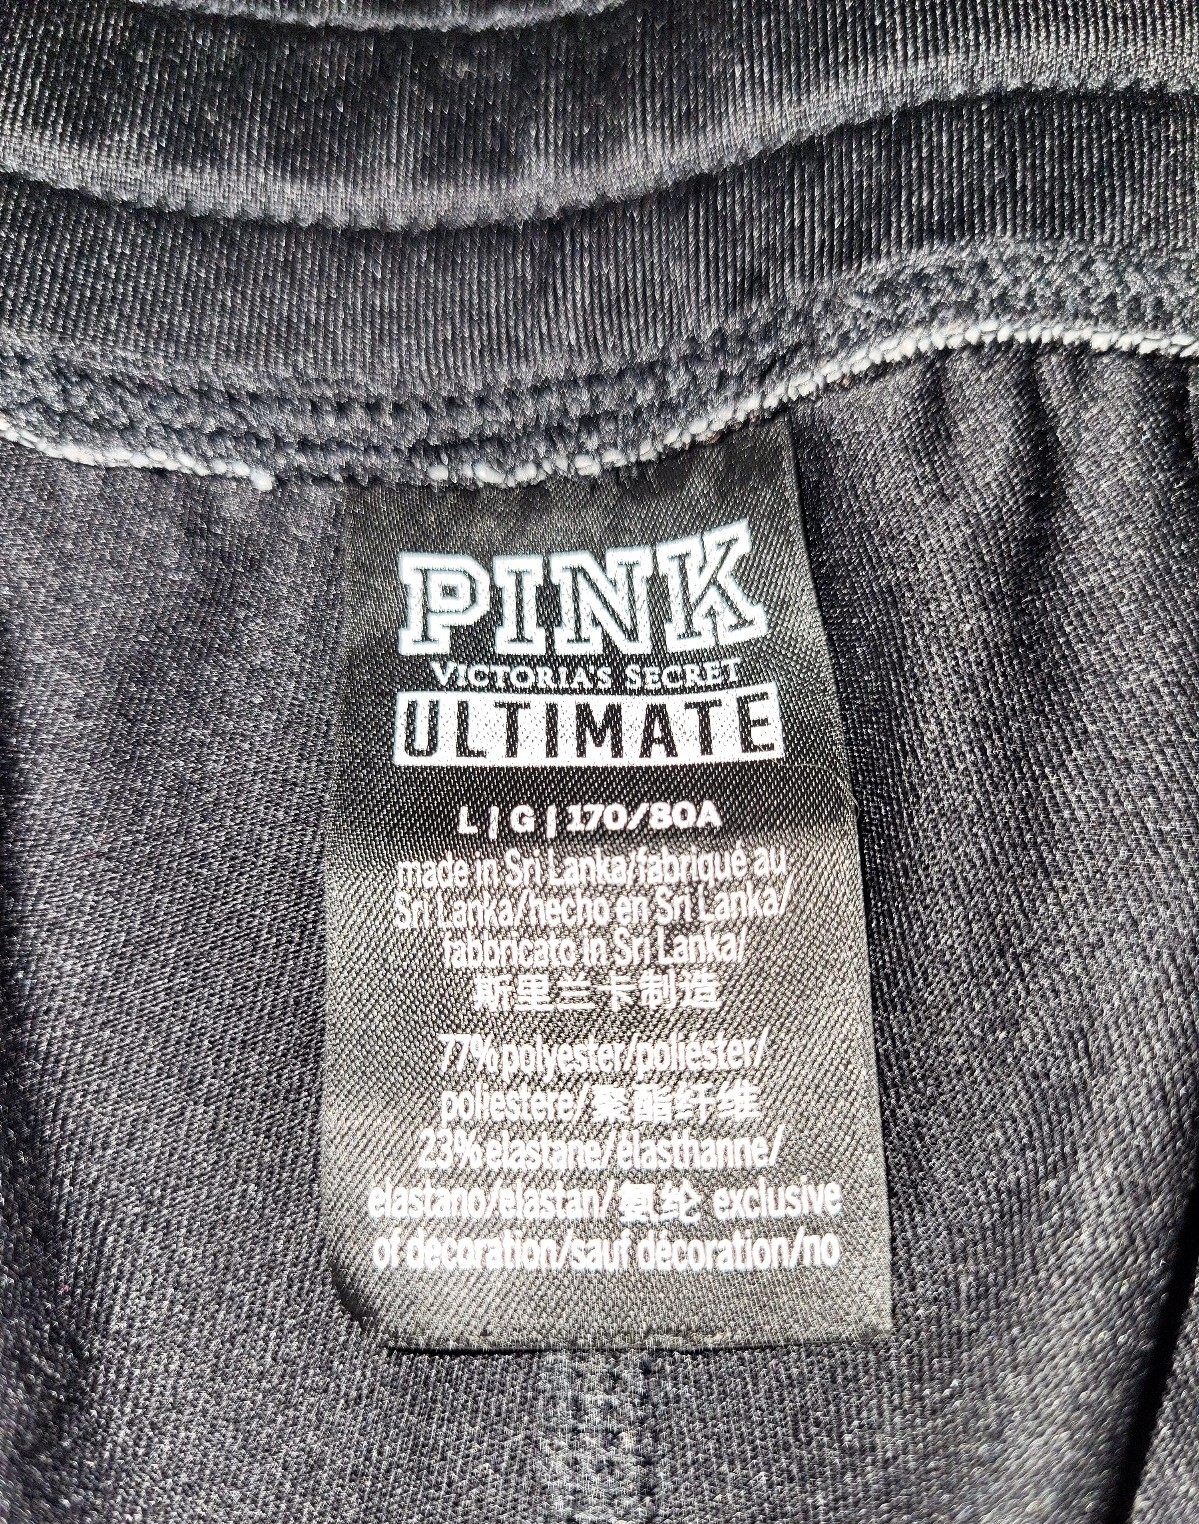 PINK
VICTORIA'S SECRET
ULTIMATE
L | G | 170/80A
made in Sri Lanka/fabriqué au
Sri Lanka/hecho en Sri Lanka/
fabbricato in Sri Lanka/
斯里兰卡制造
77% polyester/poliéster/
poliestere/聚酯纤维
23% elastane/élasthanne/
elastano/elastan/氨纶 exclusive
of decoration/sauf décoration/no